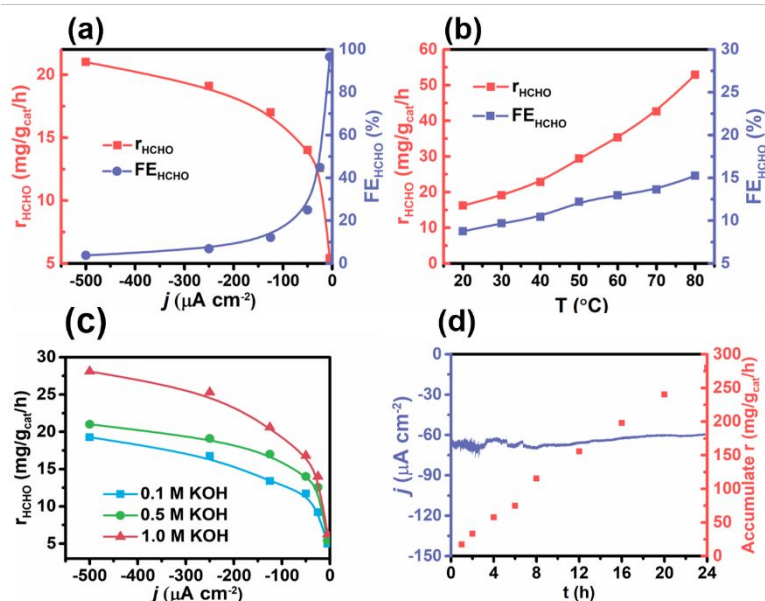 (a)
r_HCHO (mg/g_cat/h)
20
15
10
5
r_HCHO
FE_HCHO
100
80
60
40
20
0
FE_HCHO (%)
-500 -400 -300 -200 -100 0
j (μA cm⁻²)
(b)
r_HCHO (mg/g_cat/h)
60
50
40
30
20
10
0
r_HCHO
FE_HCHO
30
25
20
15
10
5
0
FE_HCHO (%)
20 30 40 50 60 70 80
T (°C)
(c)
r_HCHO (mg/g_cat/h)
30
25
20
15
10
5
0.1 M KOH
0.5 M KOH
1.0 M KOH
-500 -400 -300 -200 -100 0
j (μA cm⁻²)
(d)
j (μA cm⁻²)
0
-30
-60
-90
-120
-150
300
250
200
150
100
50
0
Accumulate r (mg/g_cat/h)
0 4 8 12 16 20 24
t (h)